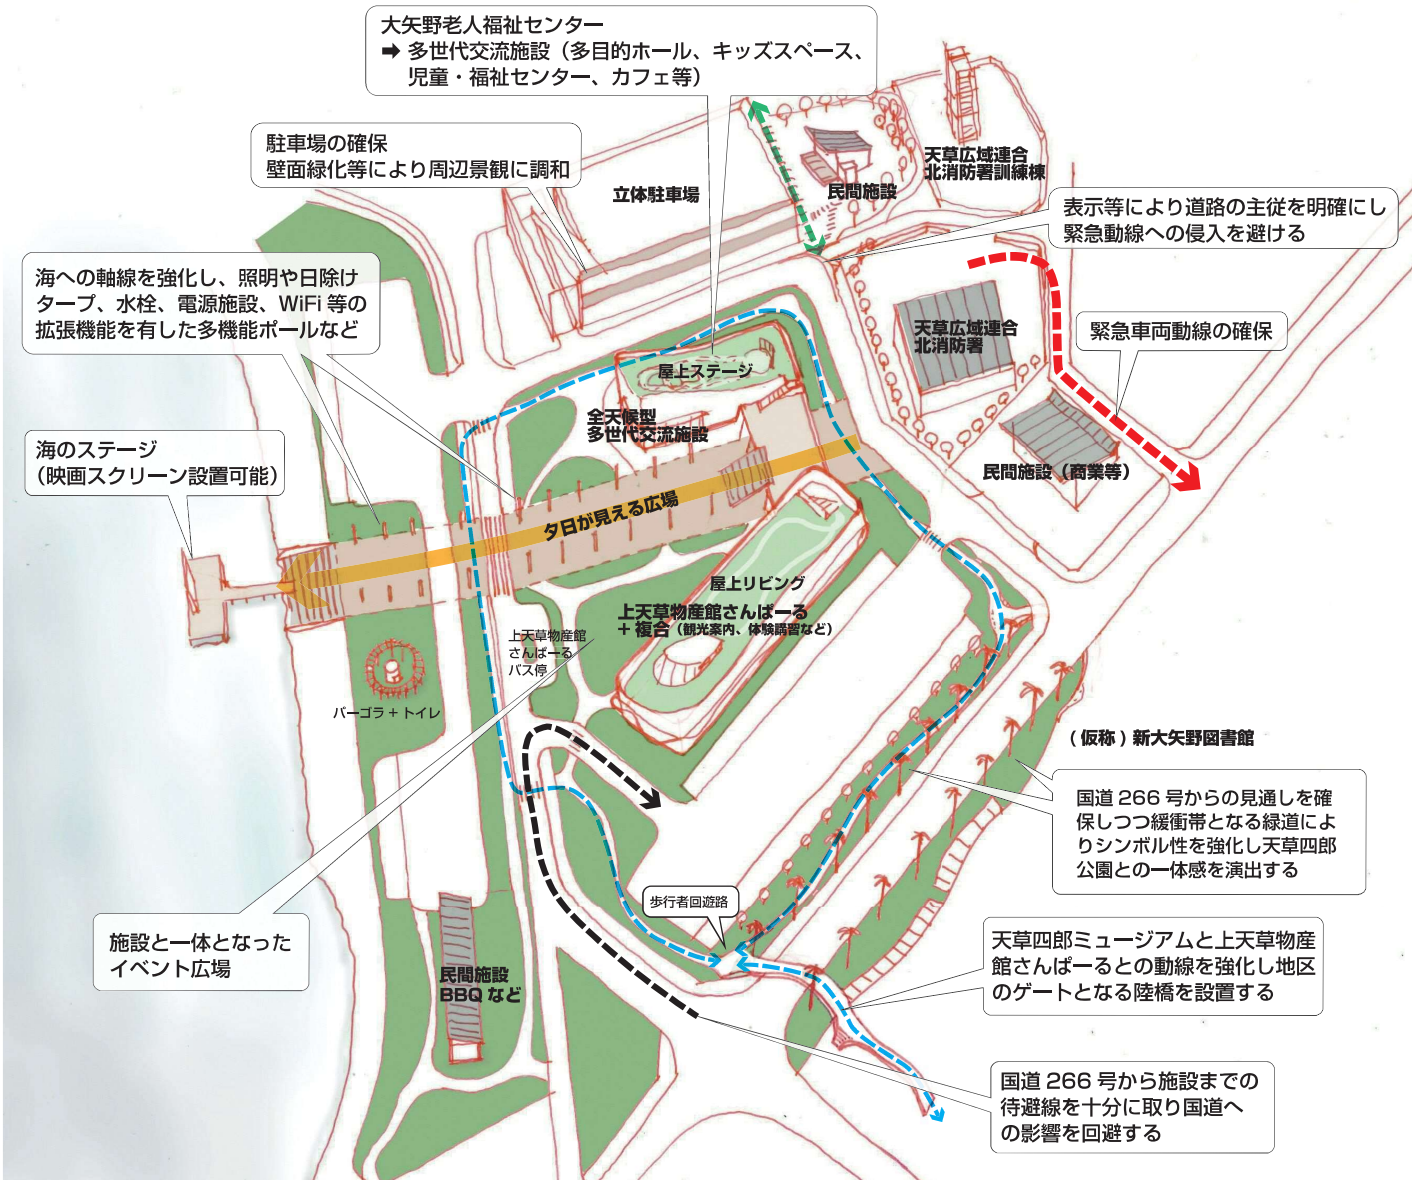 大矢野老人福祉センター
➡ 多世代交流施設（多目的ホール、キッズスペース、
児童・福祉センター、カフェ等）
駐車場の確保
壁面緑化等により周辺景観に調和
立体駐車場
民間施設
天草広域連合
北消防署訓練棟
表示等により道路の主従を明確にし
緊急動線への侵入を避ける
海への軸線を強化し、照明や日除け
タープ、水栓、電源施設、WiFi 等の
拡張機能を有した多機能ポールなど
天草広域連合
北消防署
緊急車両動線の確保
屋上ステージ
全天候型
多世代交流施設
海のステージ
（映画スクリーン設置可能）
民間施設（商業等）
夕日が見える広場
屋上リビング
上天草物産館さんぱーる
+ 複合（観光案内、体験講習など）
上天草物産館
さんぱーる
バス停
パーゴラ + トイレ
( 仮称 ) 新大矢野図書館
国道 266 号からの見通しを確
保しつつ緩衝帯となる緑道によ
りシンボル性を強化し天草四郎
公園との一体感を演出する
歩行者回遊路
施設と一体となった
イベント広場
民間施設
BBQ など
天草四郎ミュージアムと上天草物産
館さんぱーるとの動線を強化し地区
のゲートとなる陸橋を設置する
国道 266 号から施設までの
待避線を十分に取り国道へ
の影響を回避する